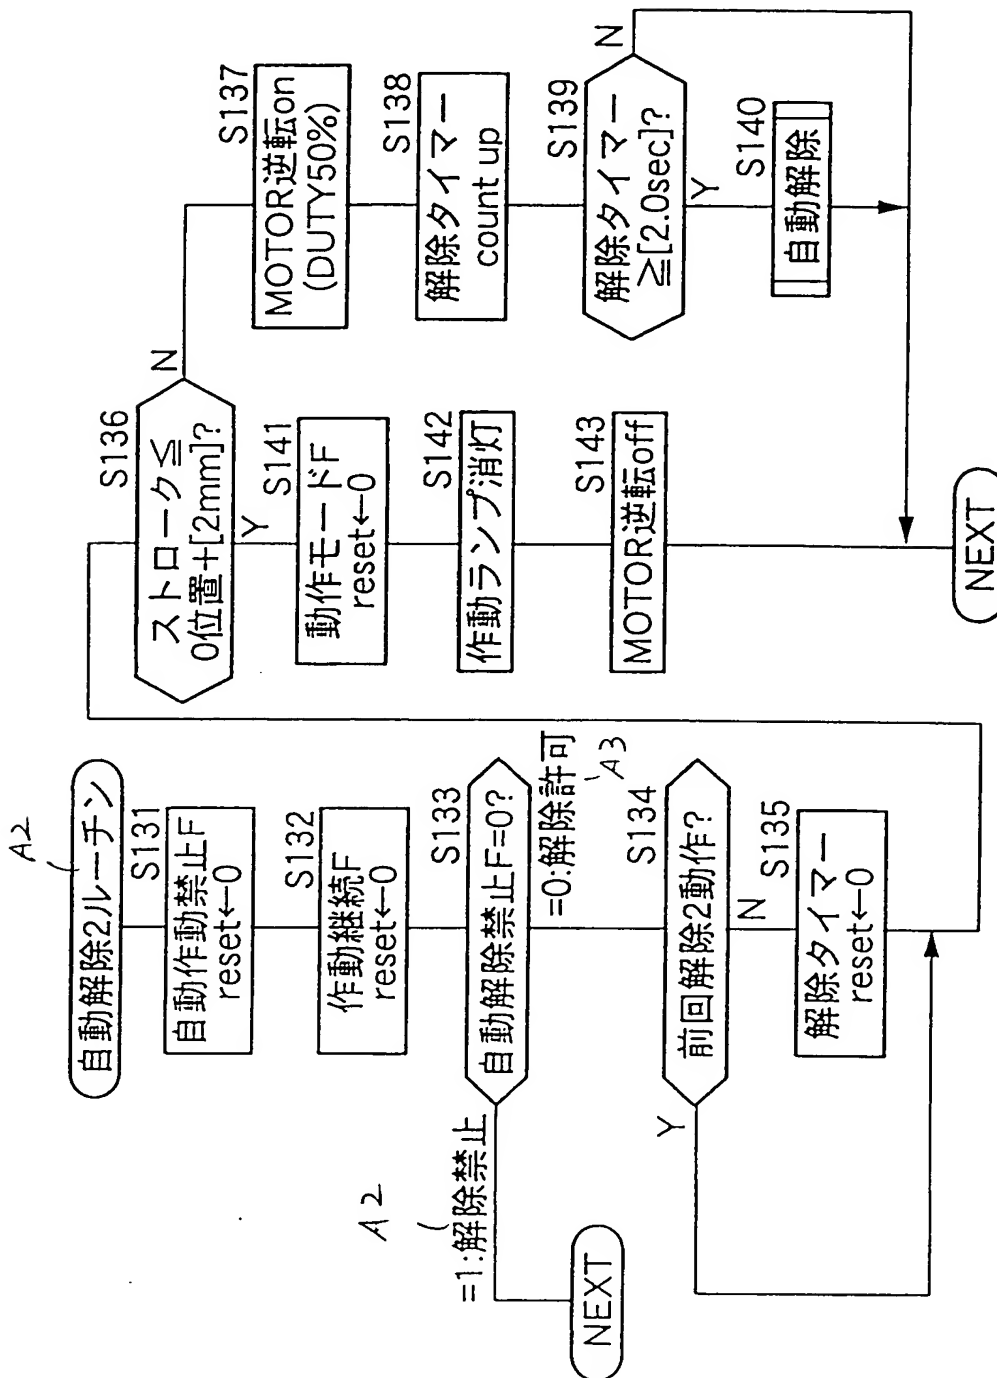 A2
自動解除2ルーチン
S131
自動作動禁止F
reset←0
S132
作動継続F
reset←0
S133
自動解除禁止F=0?
=1:解除禁止
A2
NEXT
=0:解除許可
A3
S134
前回解除2動作?
Y
N
S135
解除タイマー
reset←0
S136
ストローク≦
0位置+[2mm]?
N
Y
S141
動作モードF
reset←0
S142
作動ランプ消灯
S143
MOTOR逆転off
S137
MOTOR逆転on
(DUTY50%)
S138
解除タイマー
count up
S139
解除タイマー
≧[2.0sec]?
N
Y
S140
自動解除
NEXT